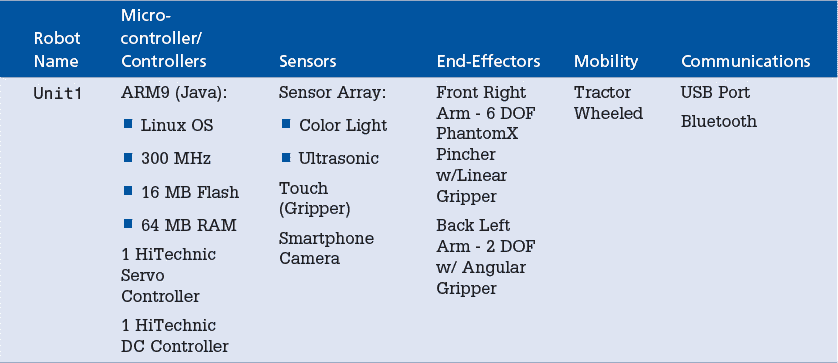 Robot
Name
Micro-
controller/
Controllers
Sensors
End-Effectors
Mobility
Communications
Unit1
ARM9 (Java):
■ Linux OS
■ 300 MHz
■ 16 MB Flash
■ 64 MB RAM
1 HiTechnic
Servo
Controller
1 HiTechnic
DC Controller
Sensor Array:
■ Color Light
■ Ultrasonic
Touch
(Gripper)
Smartphone
Camera
Front Right
Arm - 6 DOF
PhantomX
Pincher
w/Linear
Gripper
Back Left
Arm - 2 DOF
w/ Angular
Gripper
Tractor
Wheeled
USB Port
Bluetooth